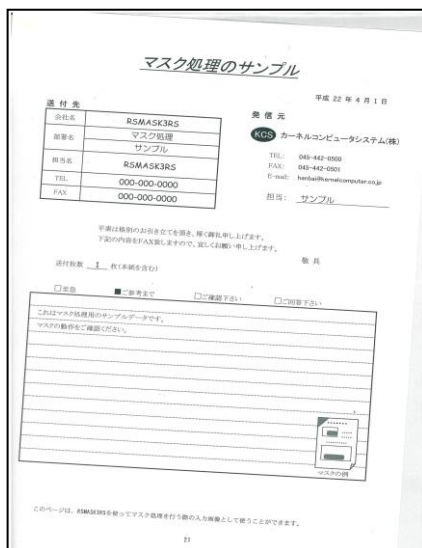 マスク処理のサンプル
平成 22 年 4 月 1 日
送付先
会社名 RSMASK3RS
部署名 マスク処理
サンプル
担当名 RSMASK3RS
TEL 000-000-0000
FAX 000-000-0000
発信元
KCS カーネルコンピュータシステム(株)
TEL: 045-442-0500
FAX: 045-442-0501
E-mail: hanbai@kernelcomputer.co.jp
担当: サンプル
平素は格別のお引き立てを頂き、厚く御礼申し上げます。
下記の内容をFAX致しますので、宜しくお願い申し上げます。
敬具
送付枚数 1 枚(本紙を含む)
□至急 ■ご参考まで □ご確認下さい □ご回答下さい
これはマスク処理用のサンプルデータです。
マスクの動作をご確認ください。
マスクの例
このページは、RSMASK3RSを使ってマスク処理を行う際の入力画像として使うことができます。
21